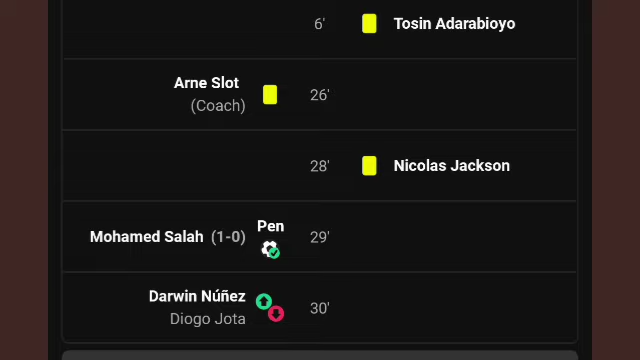 6' Tosin Adarabioyo
Arne Slot
(Coach) 26'
28' Nicolas Jackson
Pen
Mohamed Salah (1-0) 29'
Darwin Núñez
30'
Diogo Jota